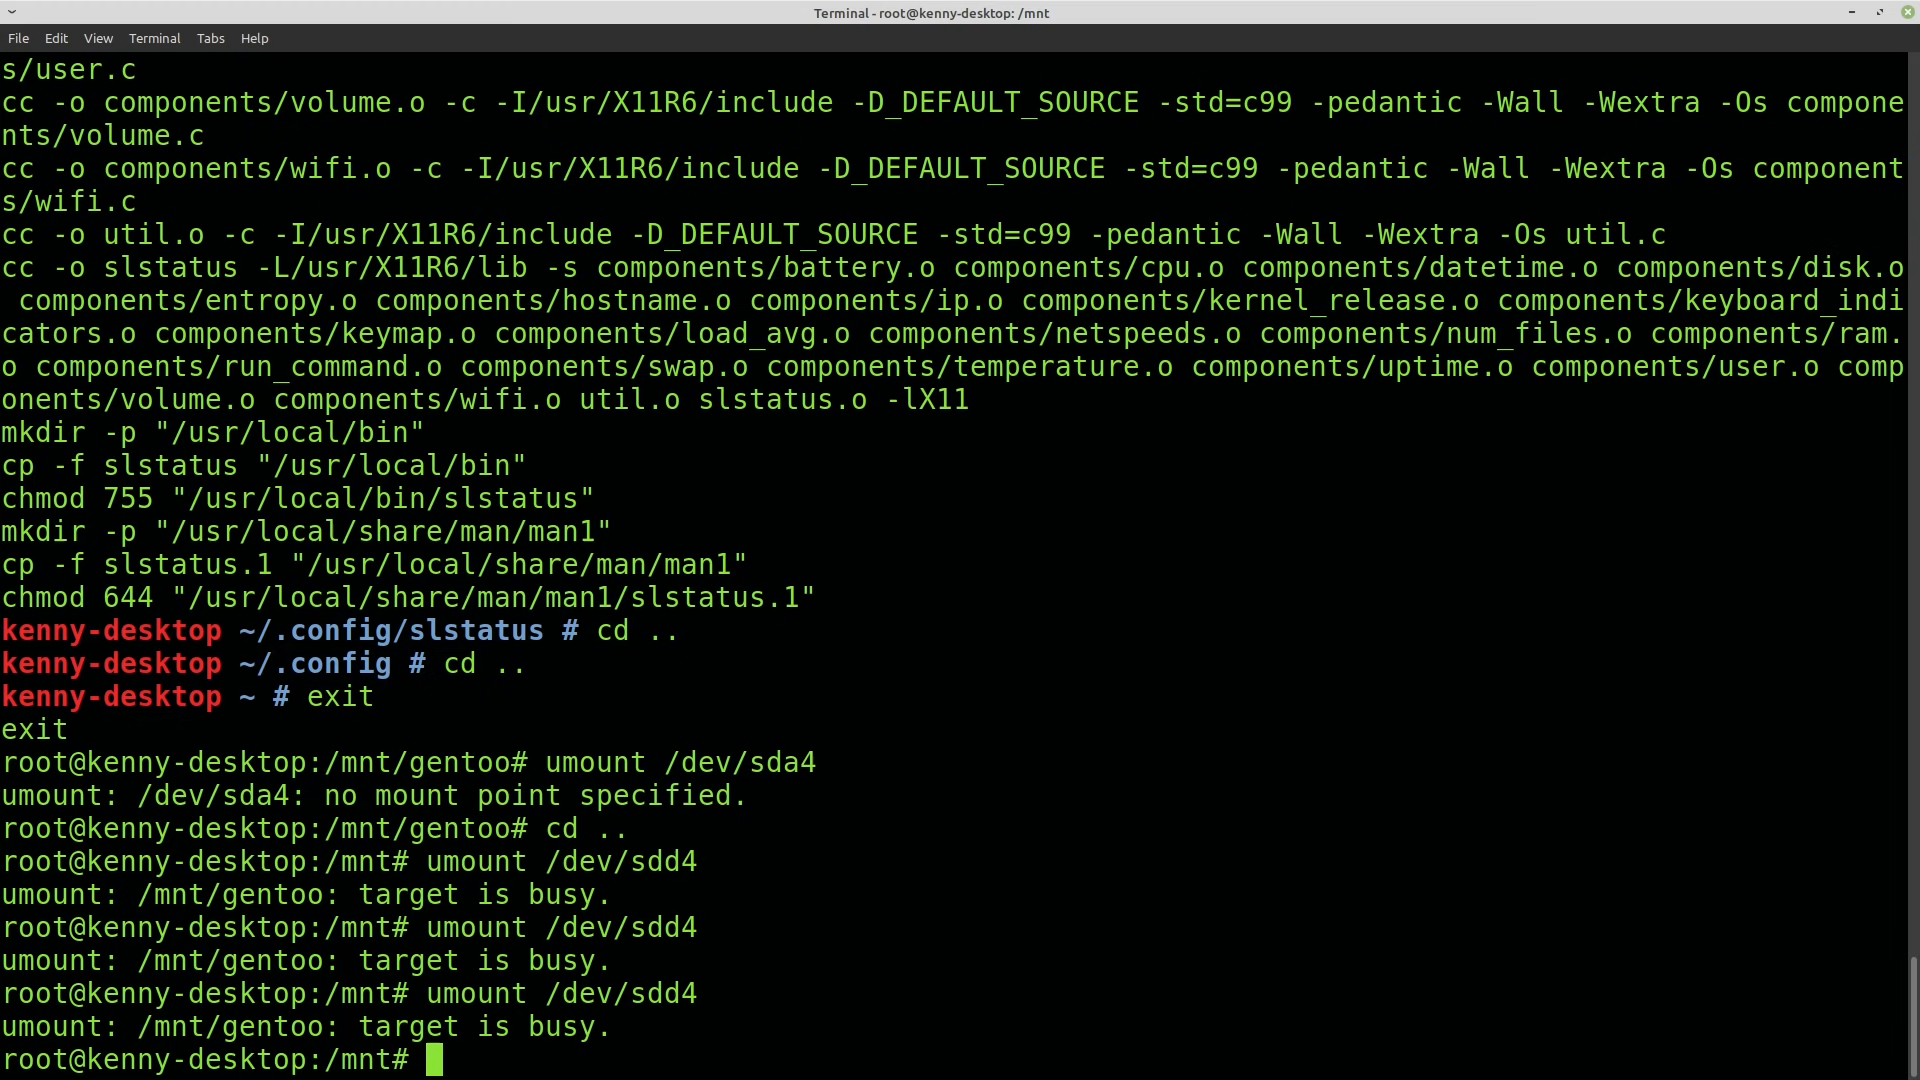 Terminal - root@kenny-desktop: /mnt
File Edit View Terminal Tabs Help
s/user.c
cc -o components/volume.o -c -I/usr/X11R6/include -D_DEFAULT_SOURCE -std=c99 -pedantic -Wall -Wextra -Os compone
nts/volume.c
cc -o components/wifi.o -c -I/usr/X11R6/include -D_DEFAULT_SOURCE -std=c99 -pedantic -Wall -Wextra -Os component
s/wifi.c
cc -o util.o -c -I/usr/X11R6/include -D_DEFAULT_SOURCE -std=c99 -pedantic -Wall -Wextra -Os util.c
cc -o slstatus -L/usr/X11R6/lib -s components/battery.o components/cpu.o components/datetime.o components/disk.o
 components/entropy.o components/hostname.o components/ip.o components/kernel_release.o components/keyboard_indi
cators.o components/keymap.o components/load_avg.o components/netspeeds.o components/num_files.o components/ram.
o components/run_command.o components/swap.o components/temperature.o components/uptime.o components/user.o comp
onents/volume.o components/wifi.o util.o slstatus.o -lX11
mkdir -p "/usr/local/bin"
cp -f slstatus "/usr/local/bin"
chmod 755 "/usr/local/bin/slstatus"
mkdir -p "/usr/local/share/man/man1"
cp -f slstatus.1 "/usr/local/share/man/man1"
chmod 644 "/usr/local/share/man/man1/slstatus.1"
kenny-desktop ~/.config/slstatus # cd ..
kenny-desktop ~/.config # cd ..
kenny-desktop ~ # exit
exit
root@kenny-desktop:/mnt/gentoo# umount /dev/sda4
umount: /dev/sda4: no mount point specified.
root@kenny-desktop:/mnt/gentoo# cd ..
root@kenny-desktop:/mnt# umount /dev/sdd4
umount: /mnt/gentoo: target is busy.
root@kenny-desktop:/mnt# umount /dev/sdd4
umount: /mnt/gentoo: target is busy.
root@kenny-desktop:/mnt# umount /dev/sdd4
umount: /mnt/gentoo: target is busy.
root@kenny-desktop:/mnt#